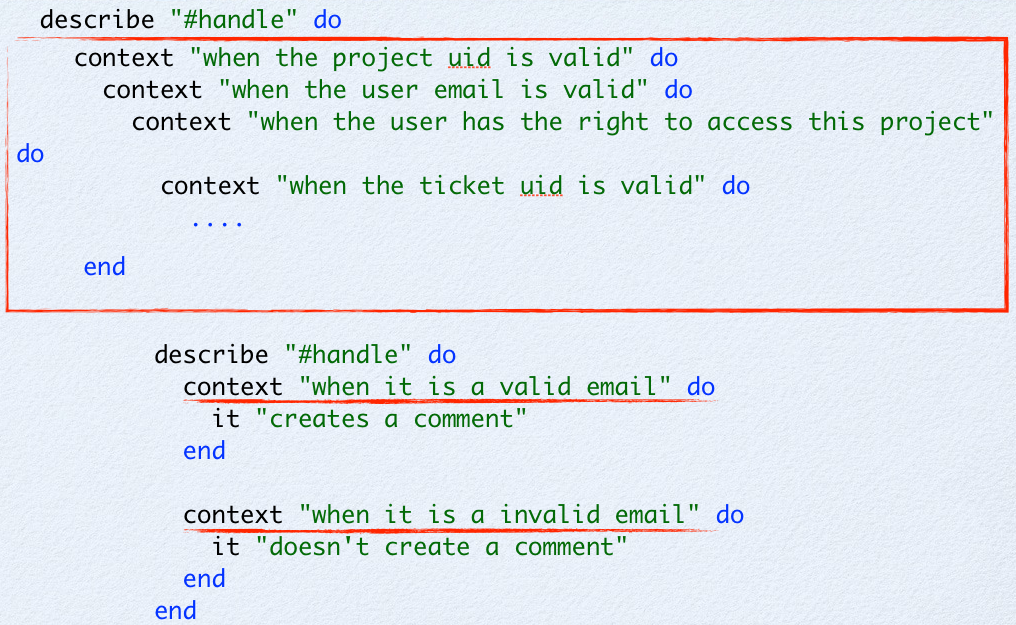 describe "#handle" do
context "when the project uid is valid" do
context "when the user email is valid" do
context "when the user has the right to access this project"
do
context "when the ticket uid is valid" do
....
end
describe "#handle" do
context "when it is a valid email" do
it "creates a comment"
end
context "when it is a invalid email" do
it "doesn't create a comment"
end
end